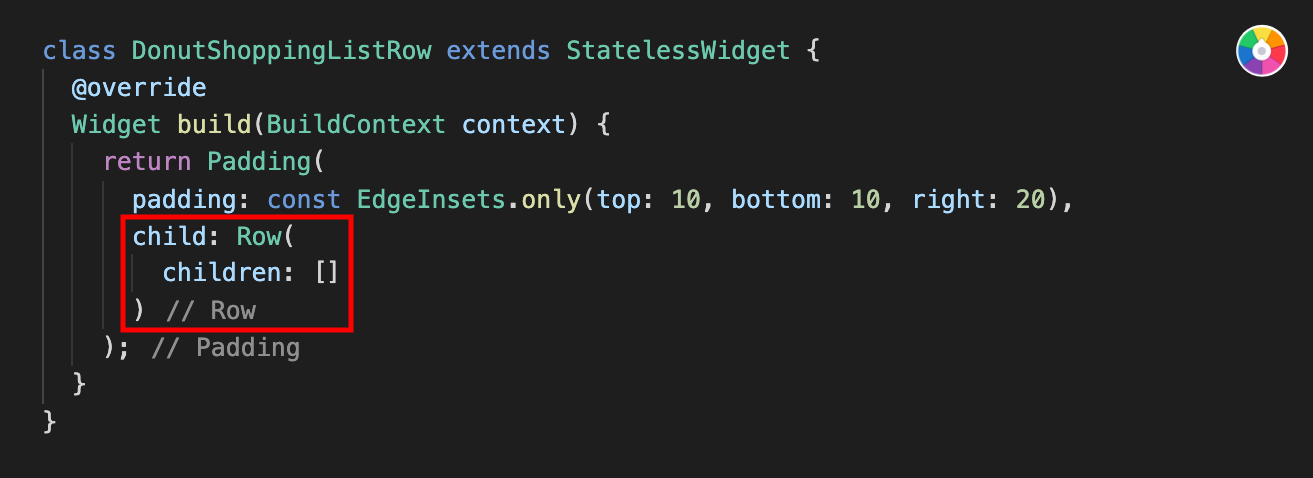 class DonutShoppingListRow extends StatelessWidget {
@override
Widget build(BuildContext context) {
return Padding(
padding: const EdgeInsets.only(top: 10, bottom: 10, right: 20),
child: Row(
children: []
) // Row
); // Padding
}
}